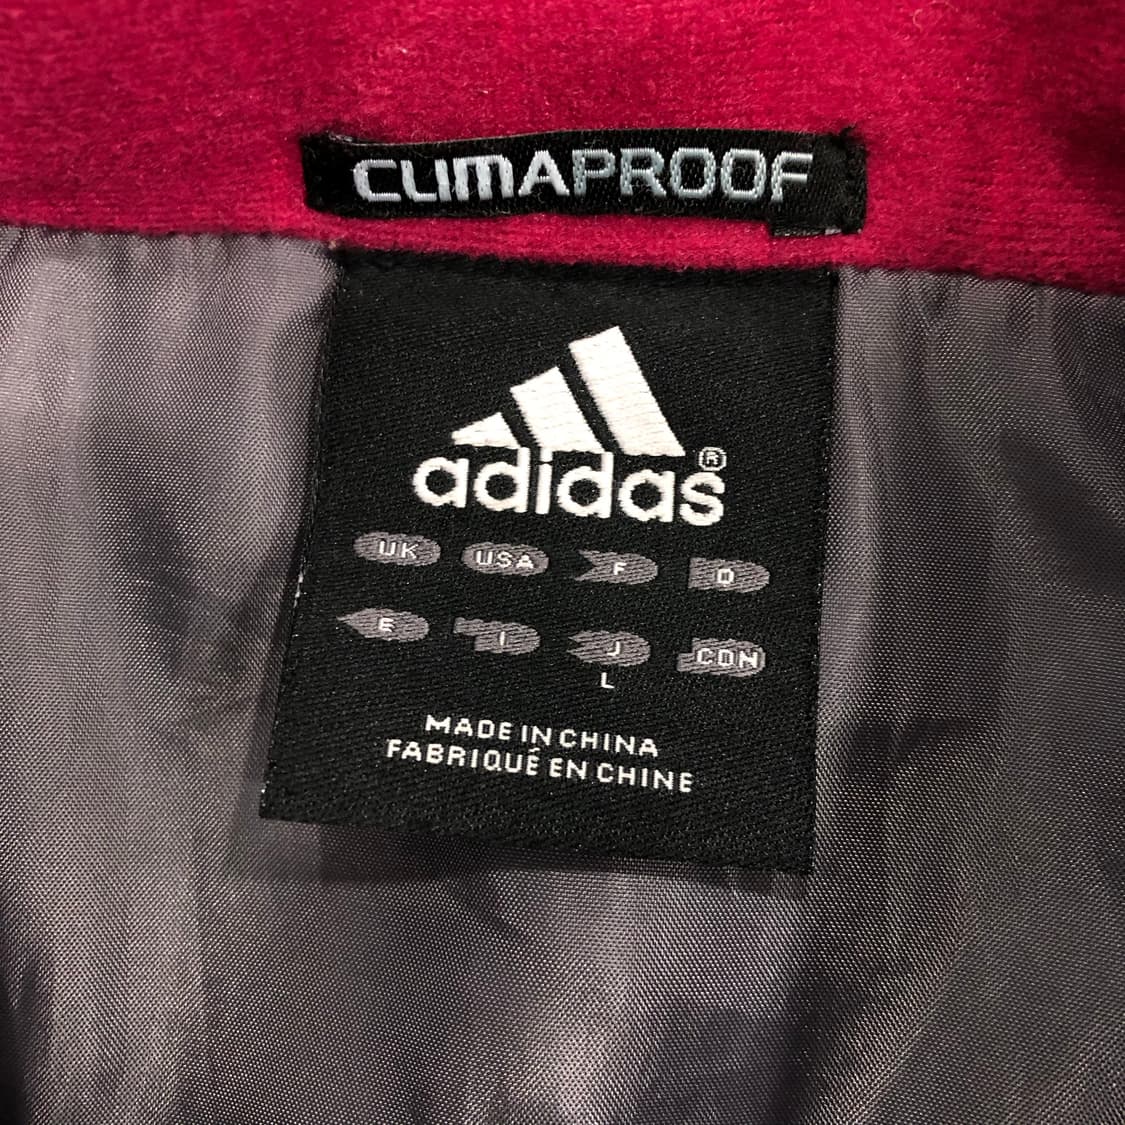 CLIMAPROOF
adidas®
UK USA F D
E I J CDN
L
MADE IN CHINA
FABRIQUÉ EN CHINE